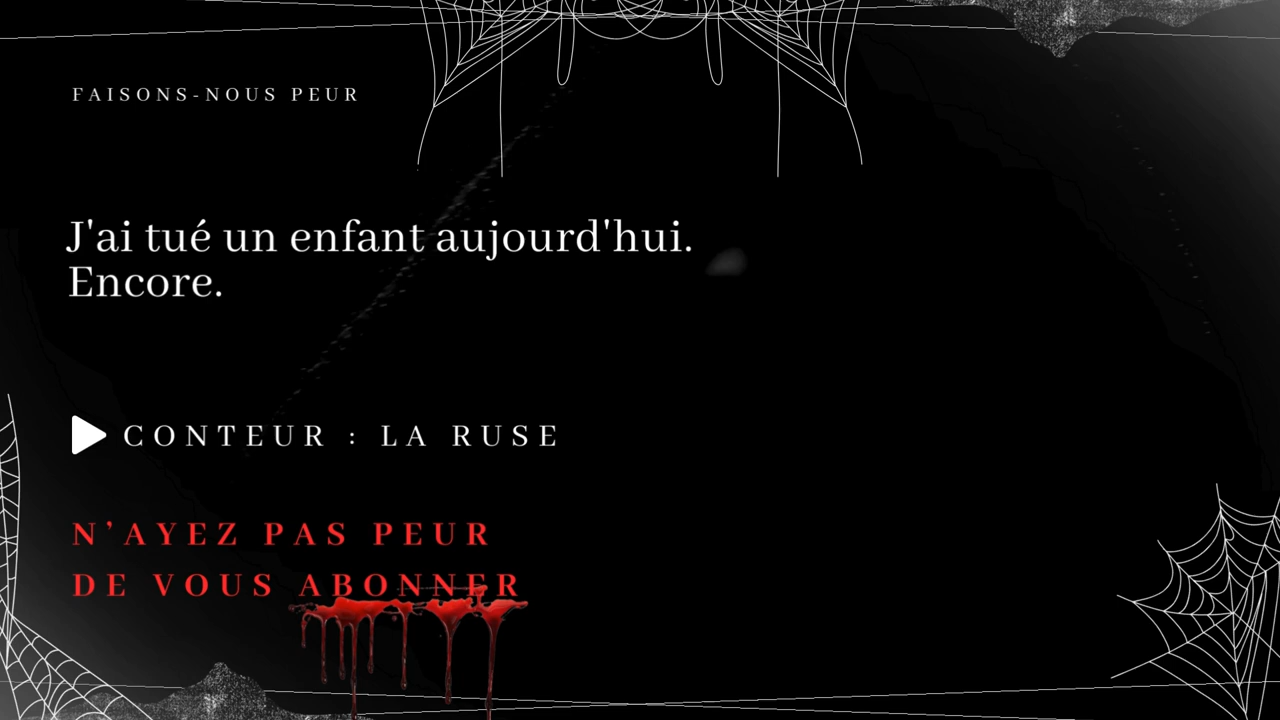 FAISONS-NOUS PEUR
J'ai tué un enfant aujourd'hui.
Encore.
CONTEUR : LA RUSE
N'AYEZ PAS PEUR
DE VOUS ABONNER